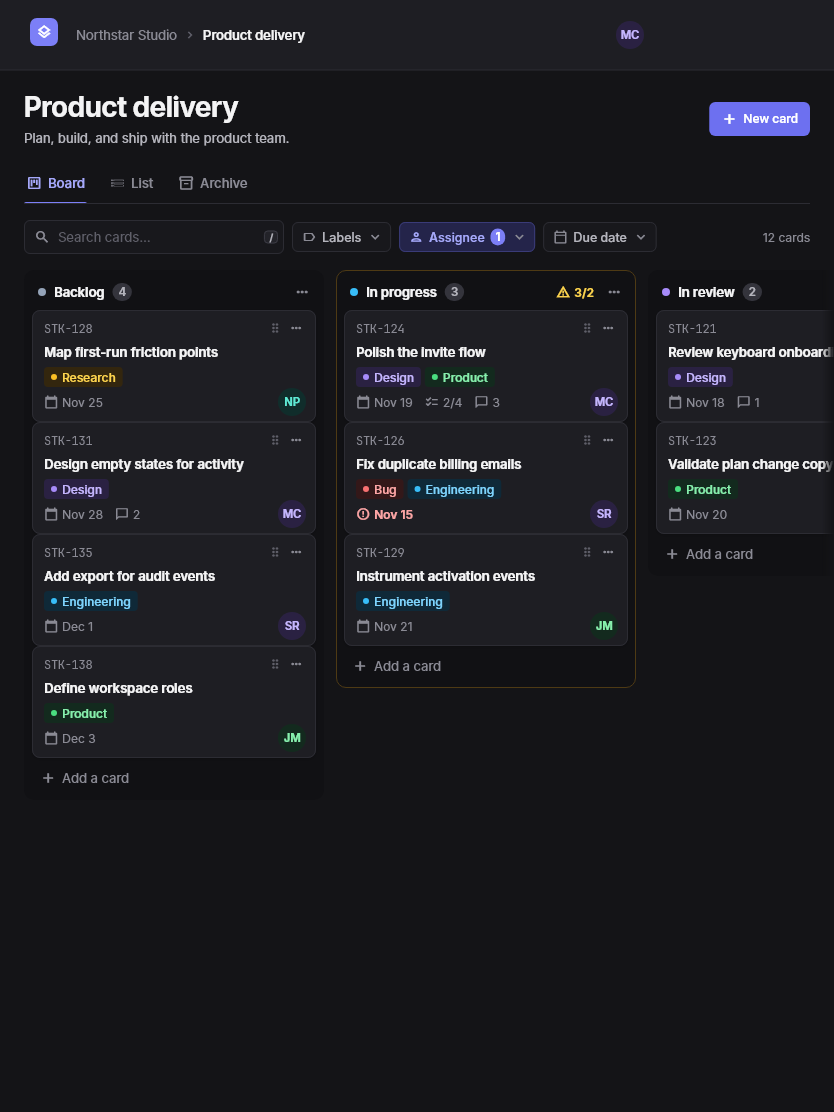 Northstar Studio › Product delivery
MC
Product delivery
Plan, build, and ship with the product team.
+ New card
Board
List
Archive
Search cards...
/
Labels
Assignee 1
Due date
12 cards
Backlog 4
STK-128
Map first-run friction points
Research
Nov 25
NP
STK-131
Design empty states for activity
Design
Nov 28
2
MC
STK-135
Add export for audit events
Engineering
Dec 1
SR
STK-138
Define workspace roles
Product
Dec 3
JM
+ Add a card
In progress 3
3/2
STK-124
Polish the invite flow
Design
Product
Nov 19
2/4
3
MC
STK-126
Fix duplicate billing emails
Bug
Engineering
Nov 15
SR
STK-129
Instrument activation events
Engineering
Nov 21
JM
+ Add a card
In review 2
STK-121
Review keyboard onboard
Design
Nov 18
1
STK-123
Validate plan change copy
Product
Nov 20
+ Add a card